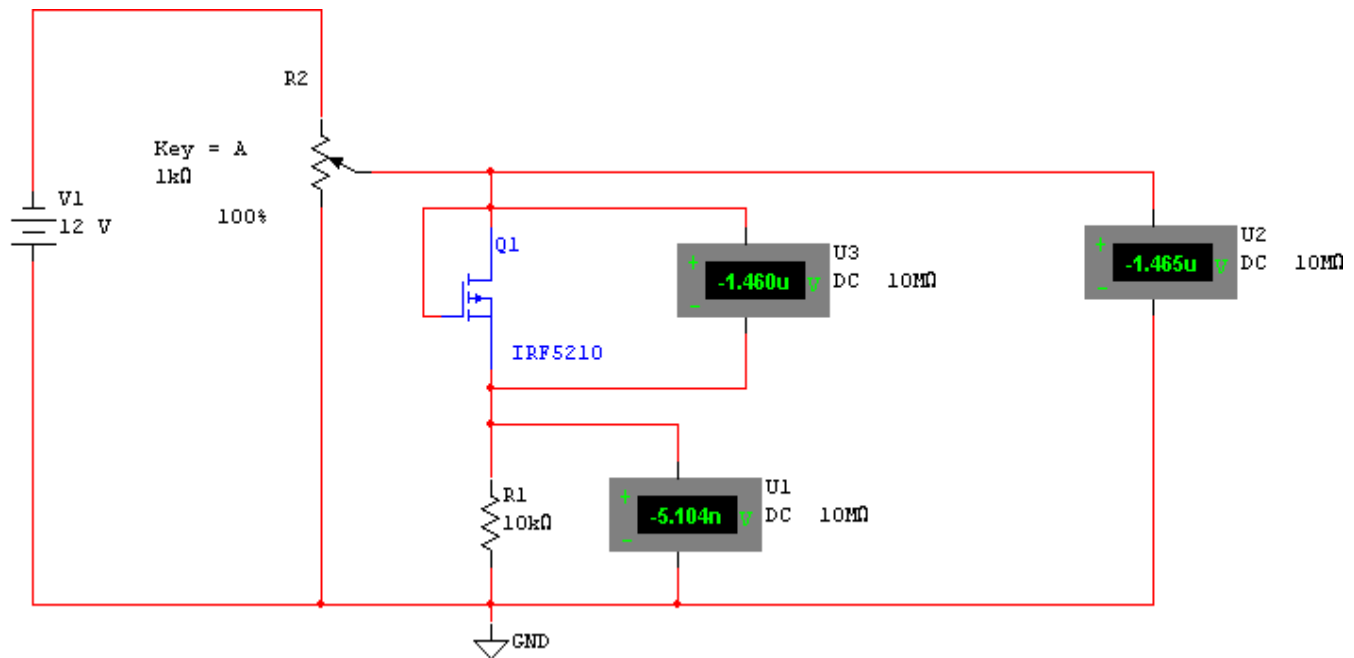 R2
Key = A
1kΩ
100%
V1
12 V
Q1
IRF5210
+
-1.460u
V
-
U3
DC 10MΩ
+
-1.465u
V
-
U2
DC 10MΩ
R1
10kΩ
+
-5.104n
V
-
U1
DC 10MΩ
GND